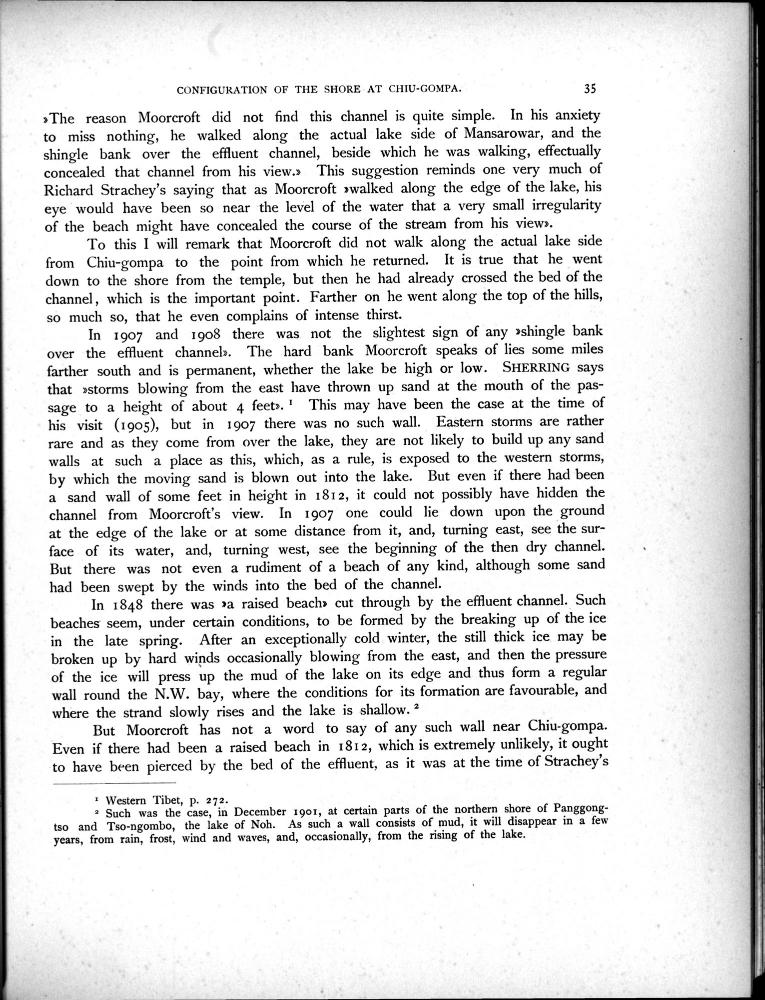 CONFIGURATION OF THE SHORE AT CHIU-GOMPA. 35
»The reason Moorcroft did not find this channel is quite simple. In his anxiety
to miss nothing, he walked along the actual lake side of Mansarowar, and the
shingle bank over the effluent channel, beside which he was walking, effectually
concealed that channel from his view.» This suggestion reminds one very much of
Richard Strachey's saying that as Moorcroft »walked along the edge of the lake, his
eye would have been so near the level of the water that a very small irregularity
of the beach might have concealed the course of the stream from his view».
To this I will remark that Moorcroft did not walk along the actual lake side
from Chiu-gompa to the point from which he returned. It is true that he went
down to the shore from the temple, but then he had already crossed the bed of the
channel, which is the important point. Farther on he went along the top of the hills,
so much so, that he even complains of intense thirst.
In 1907 and 1908 there was not the slightest sign of any »shingle bank
over the effluent channel». The hard bank Moorcroft speaks of lies some miles
farther south and is permanent, whether the lake be high or low. SHERRING says
that »storms blowing from the east have thrown up sand at the mouth of the pas-
sage to a height of about 4 feet». ¹ This may have been the case at the time of
his visit (1905), but in 1907 there was no such wall. Eastern storms are rather
rare and as they come from over the lake, they are not likely to build up any sand
walls at such a place as this, which, as a rule, is exposed to the western storms,
by which the moving sand is blown out into the lake. But even if there had been
a sand wall of some feet in height in 1812, it could not possibly have hidden the
channel from Moorcroft's view. In 1907 one could lie down upon the ground
at the edge of the lake or at some distance from it, and, turning east, see the sur-
face of its water, and, turning west, see the beginning of the then dry channel.
But there was not even a rudiment of a beach of any kind, although some sand
had been swept by the winds into the bed of the channel.
In 1848 there was »a raised beach» cut through by the effluent channel. Such
beaches seem, under certain conditions, to be formed by the breaking up of the ice
in the late spring. After an exceptionally cold winter, the still thick ice may be
broken up by hard winds occasionally blowing from the east, and then the pressure
of the ice will press up the mud of the lake on its edge and thus form a regular
wall round the N.W. bay, where the conditions for its formation are favourable, and
where the strand slowly rises and the lake is shallow. ²
But Moorcroft has not a word to say of any such wall near Chiu-gompa.
Even if there had been a raised beach in 1812, which is extremely unlikely, it ought
to have been pierced by the bed of the effluent, as it was at the time of Strachey's
¹ Western Tibet, p. 272.
² Such was the case, in December 1901, at certain parts of the northern shore of Panggong-
tso and Tso-ngombo, the lake of Noh. As such a wall consists of mud, it will disappear in a few
years, from rain, frost, wind and waves, and, occasionally, from the rising of the lake.